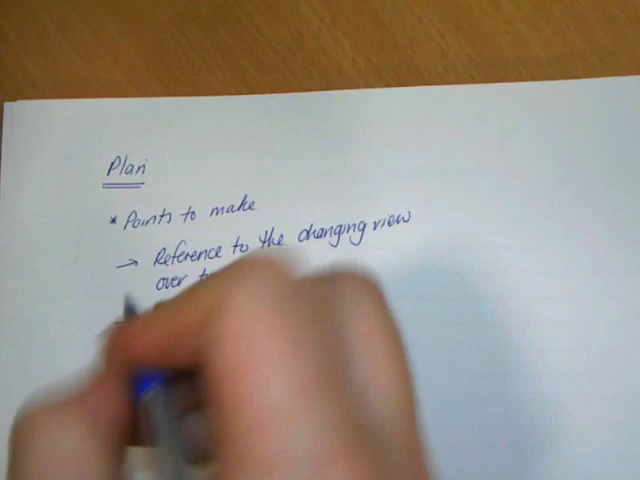 Plan
* Points to make
→ Reference to the changing view
over